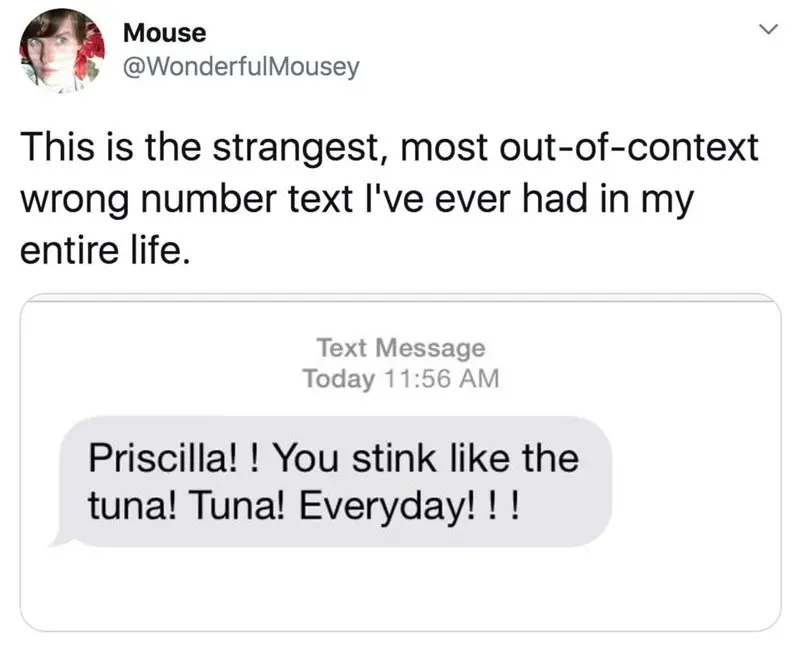 Mouse
@WonderfulMousey
This is the strangest, most out-of-context
wrong number text I've ever had in my
entire life.
Text Message
Today 11:56 AM
Priscilla! ! You stink like the
tuna! Tuna! Everyday! ! !